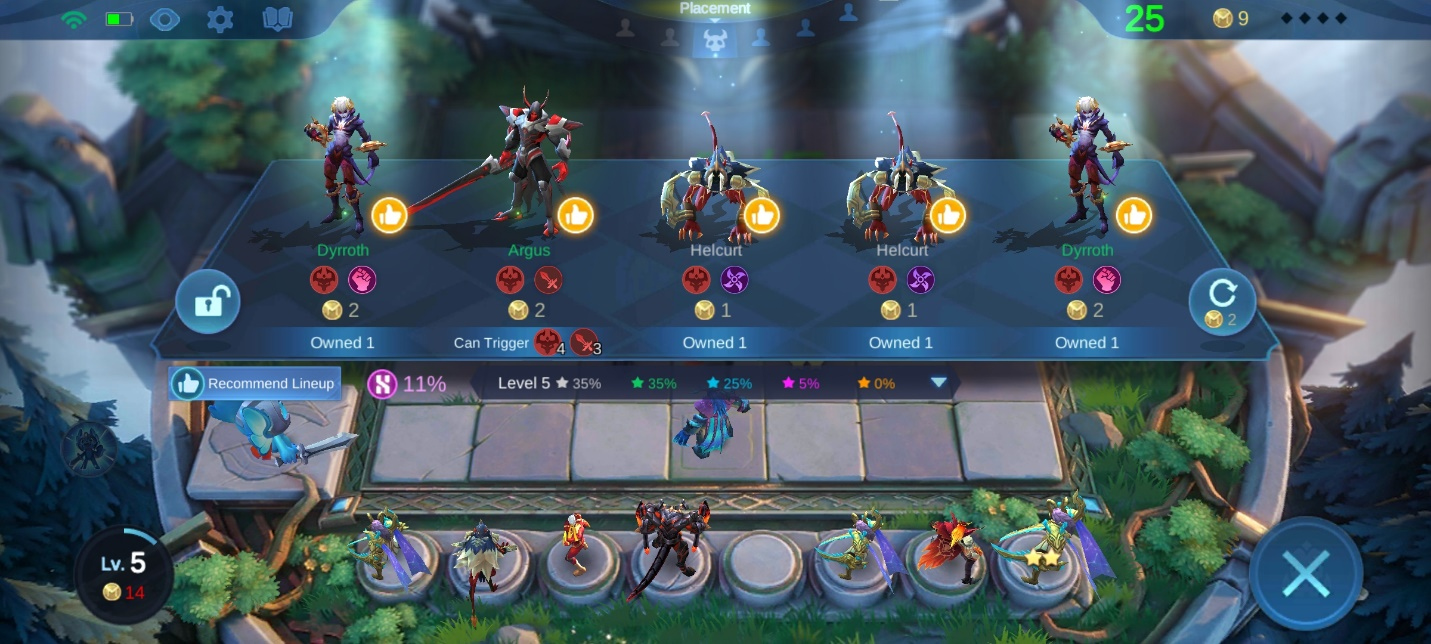 Placement
25
9
Dyrroth
Argus
Helcurt
Helcurt
Dyrroth
2
2
1
1
2
2
Owned 1
Can Trigger 4 3
Owned 1
Owned 1
Owned 1
Recommend Lineup
11%
Level 5 35% 35% 25% 5% 0%
Lv. 5
14